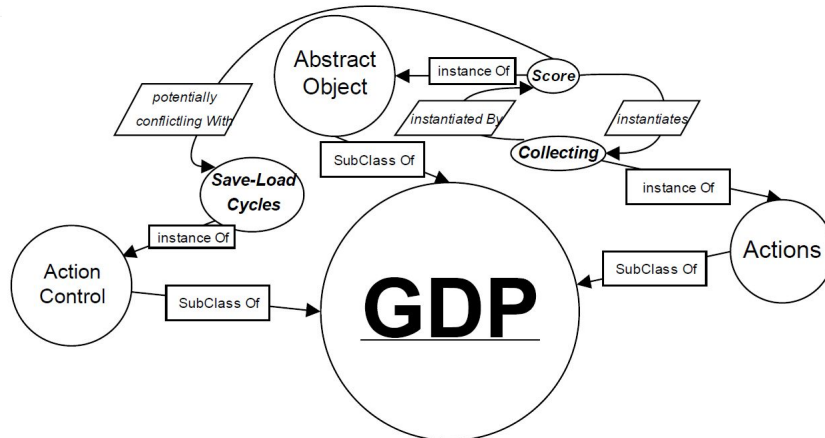 Abstract
Object
instance Of
Score
potentially
conflictling With
instantiated By
instantiates
Collecting
SubClass Of
Save-Load
Cycles
instance Of
instance Of
Action
Control
SubClass Of
GDP
SubClass Of
Actions